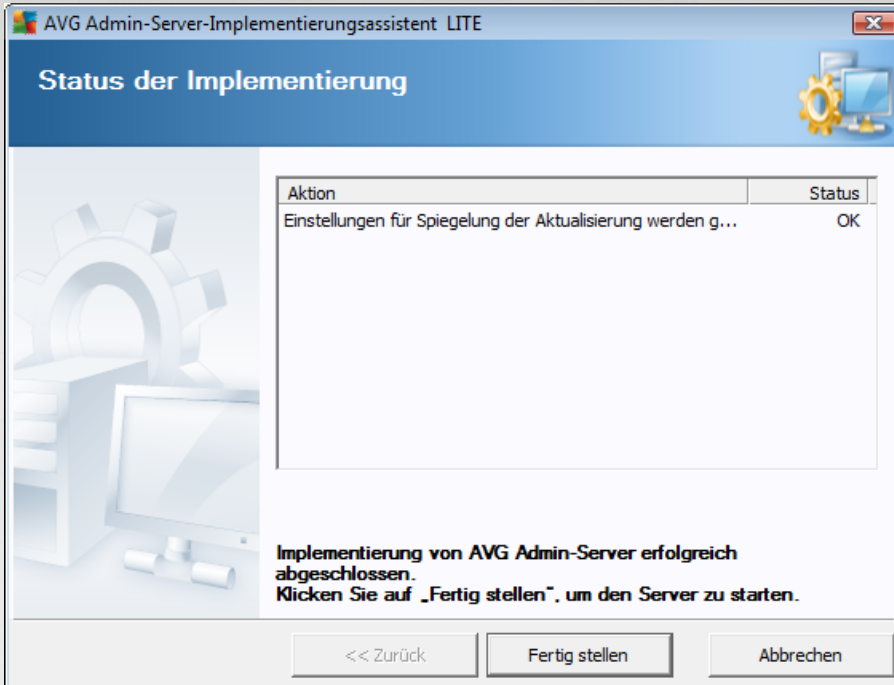 AVG Admin-Server-Implementierungsassistent LITE
Status der Implementierung
Aktion Status
Einstellungen für Spiegelung der Aktualisierung werden g... OK
Implementierung von AVG Admin-Server erfolgreich
abgeschlossen.
Klicken Sie auf „Fertig stellen“, um den Server zu starten.
<< Zurück Fertig stellen Abbrechen